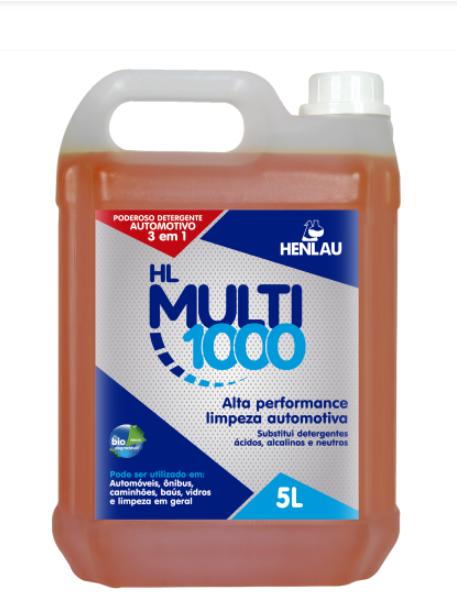 PODEROSO DETERGENTE
AUTOMOTIVO
3 em 1
HENLAU
HL
MULTI
1000
Alta performance
limpeza automotiva
Substitui detergentes
ácidos, alcalinos e neutros
bio
degradável
Pode ser utilizado em:
Automóveis, ônibus,
caminhões, baús, vidros
e limpeza em geral
5L